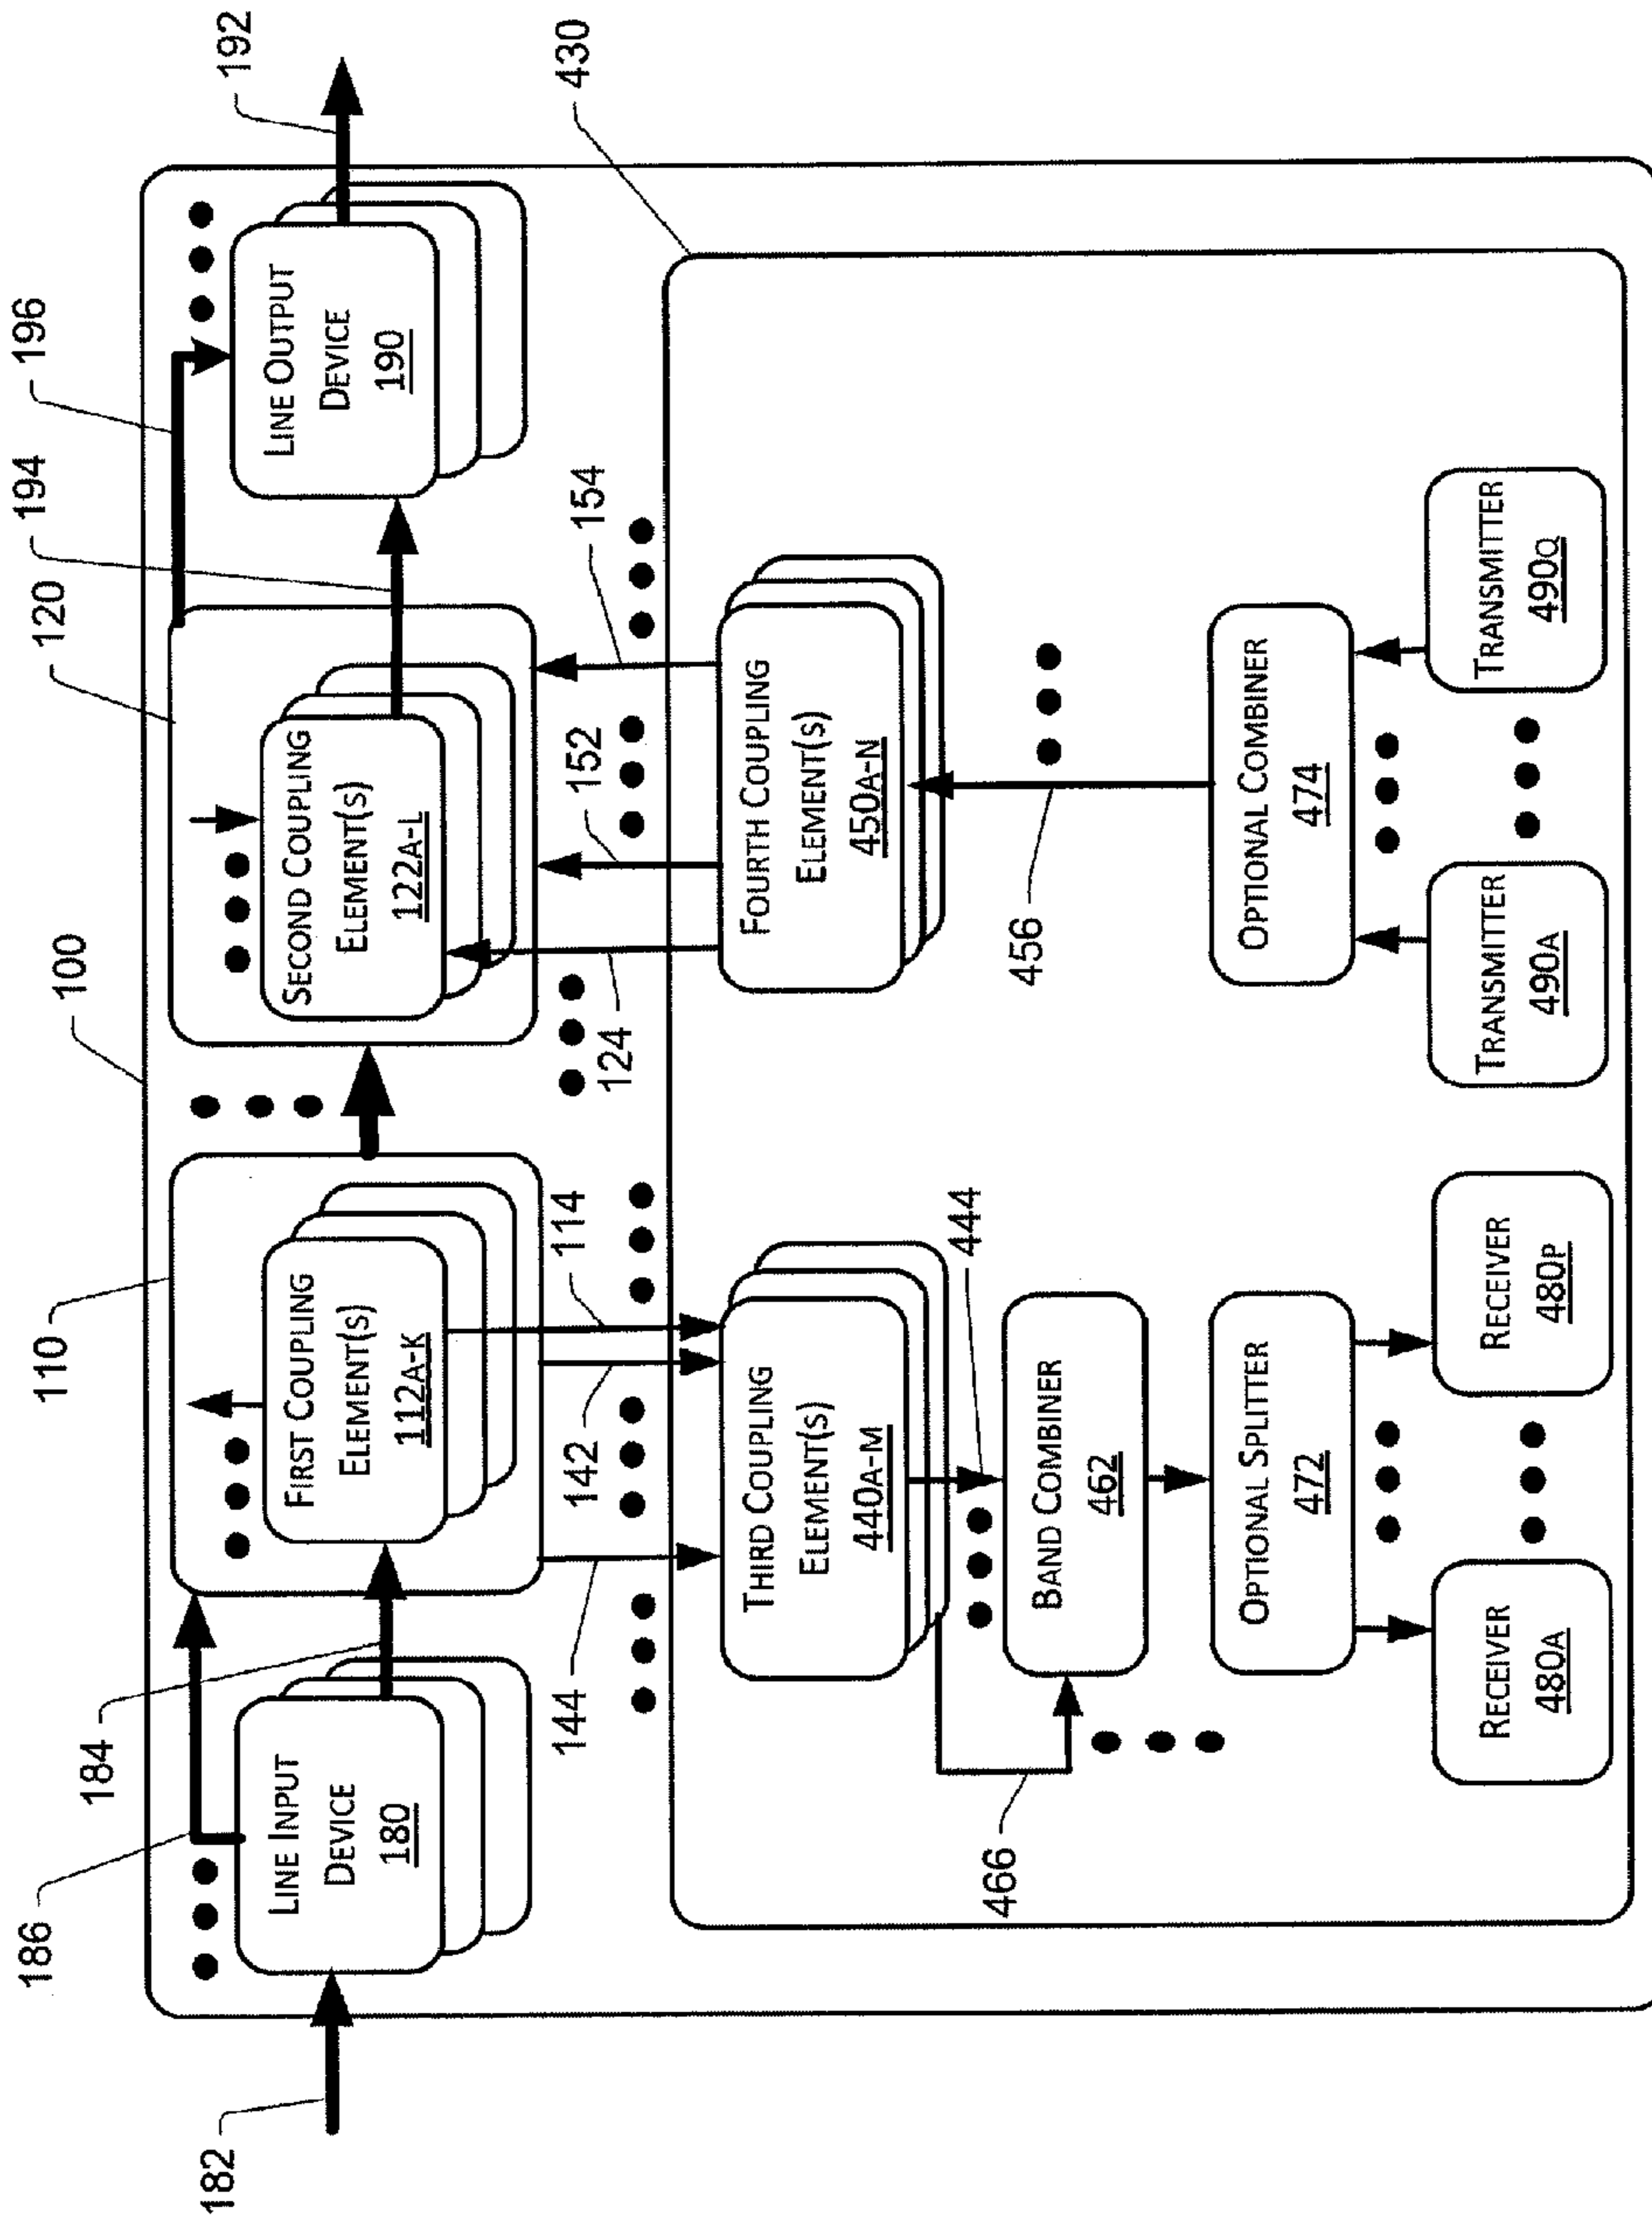 100
110
120
196
194
192
186
184
182
LINE INPUT
DEVICE
180
FIRST COUPLING
ELEMENT(S)
112A-K
SECOND COUPLING
ELEMENT(S)
122A-L
LINE OUTPUT
DEVICE
190
144
142
114
124
152
154
430
THIRD COUPLING
ELEMENT(S)
440A-M
FOURTH COUPLING
ELEMENT(S)
450A-N
466
444
456
BAND COMBINER
462
OPTIONAL SPLITTER
472
OPTIONAL COMBINER
474
RECEIVER
480A
RECEIVER
480P
TRANSMITTER
490A
TRANSMITTER
490Q